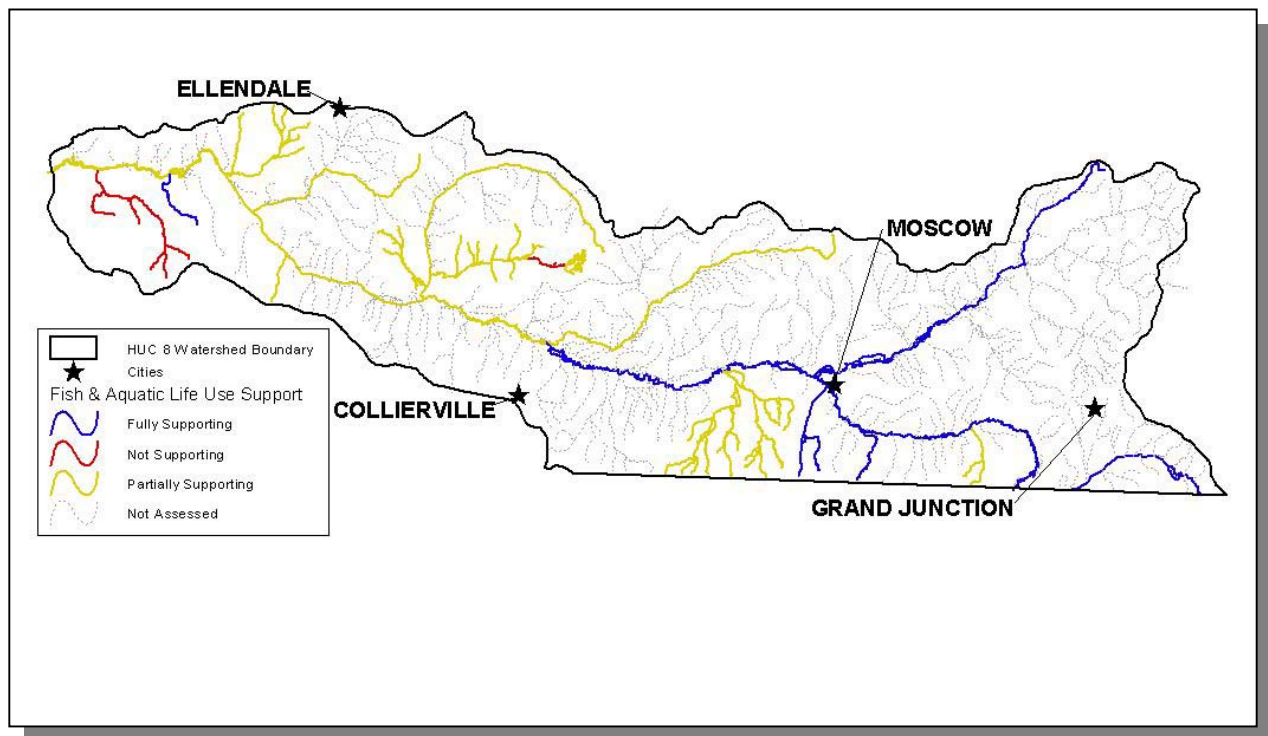 ELLENDALE
MOSCOW
HUC 8 Watershed Boundary
Cities
Fish & Aquatic Life Use Support
COLLIERVILLE
Fully Supporting
Not Supporting
Partially Supporting
GRAND JUNCTION
Not Assessed